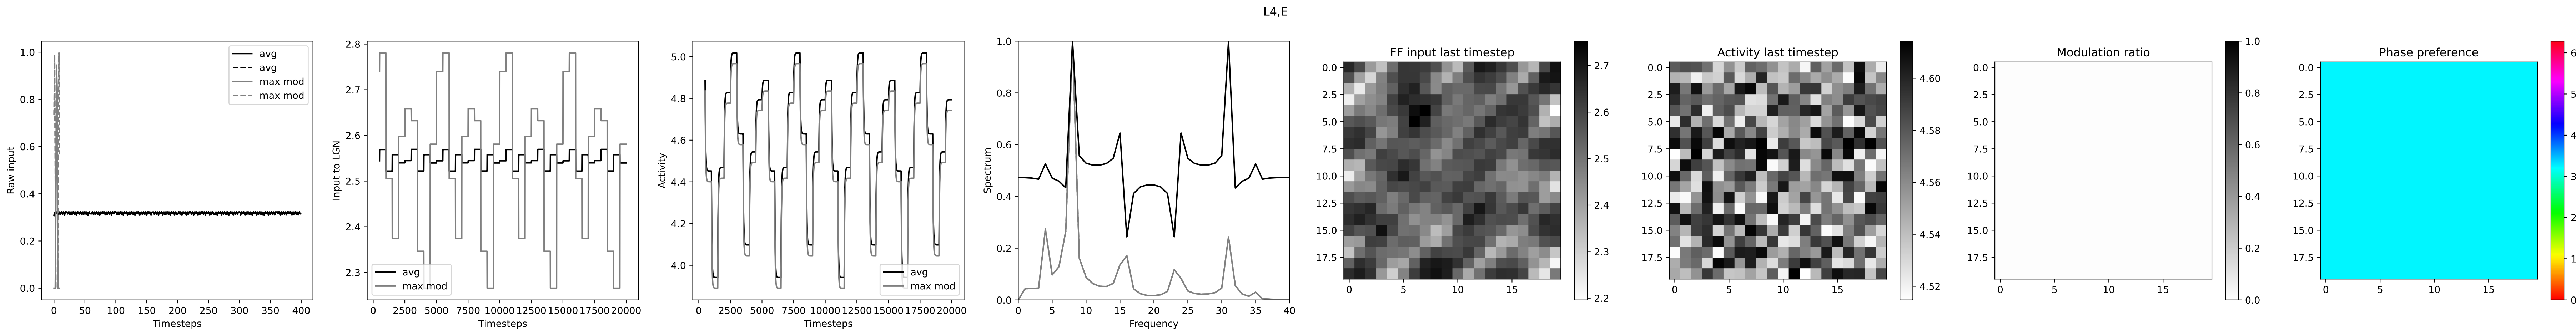 L4,E
Raw input
1.0
0.8
0.6
0.4
0.2
0.0
avg
avg
max mod
max mod
0 50 100 150 200 250 300 350 400
Timesteps
Input to LGN
2.8
2.7
2.6
2.5
2.4
2.3
avg
max mod
0 2500 5000 7500 10000 12500 15000 17500 20000
Timesteps
Activity
5.0
4.8
4.6
4.4
4.2
4.0
avg
max mod
0 2500 5000 7500 10000 12500 15000 17500 20000
Timesteps
Spectrum
1.0
0.8
0.6
0.4
0.2
0.0
0 5 10 15 20 25 30 35 40
Frequency
FF input last timestep
0.0
2.5
5.0
7.5
10.0
12.5
15.0
17.5
0 5 10 15
2.7
2.6
2.5
2.4
2.3
2.2
Activity last timestep
0.0
2.5
5.0
7.5
10.0
12.5
15.0
17.5
0 5 10 15
4.60
4.58
4.56
4.54
4.52
Modulation ratio
0.0
2.5
5.0
7.5
10.0
12.5
15.0
17.5
0 5 10 15
1.0
0.8
0.6
0.4
0.2
0.0
Phase preference
0.0
2.5
5.0
7.5
10.0
12.5
15.0
17.5
0 5 10 15
6
5
4
3
2
1
0